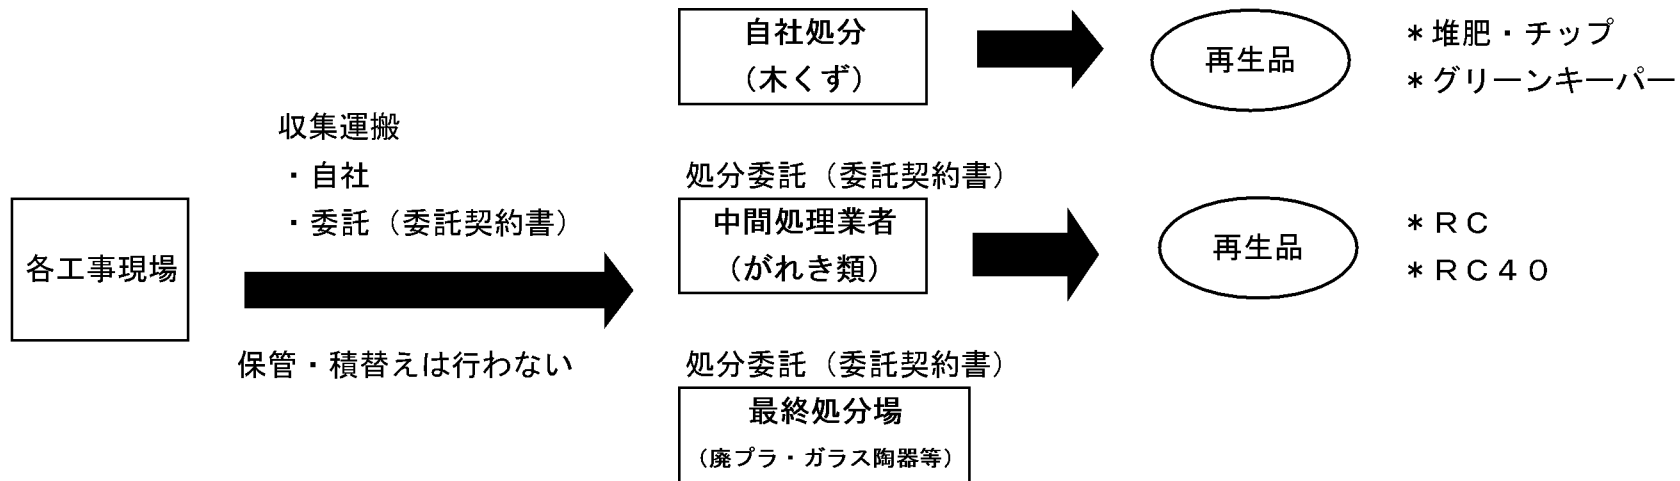 各工事現場
収集運搬
・自社
・委託（委託契約書）
保管・積替えは行わない
自社処分
（木くず）
再生品
＊堆肥・チップ
＊グリーンキーパー
処分委託（委託契約書）
中間処理業者
（がれき類）
再生品
＊ＲＣ
＊ＲＣ４０
処分委託（委託契約書）
最終処分場
（廃プラ・ガラス陶器等）